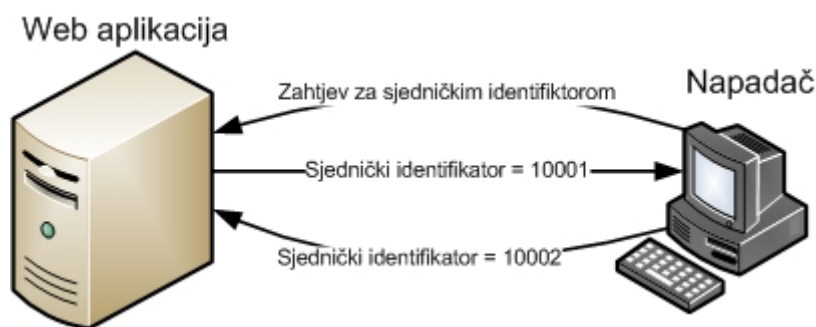 Web aplikacija
Napadač
Zahtjev za sjedničkim identifiktorom
Sjednički identifikator = 10001
Sjednički identifikator = 10002